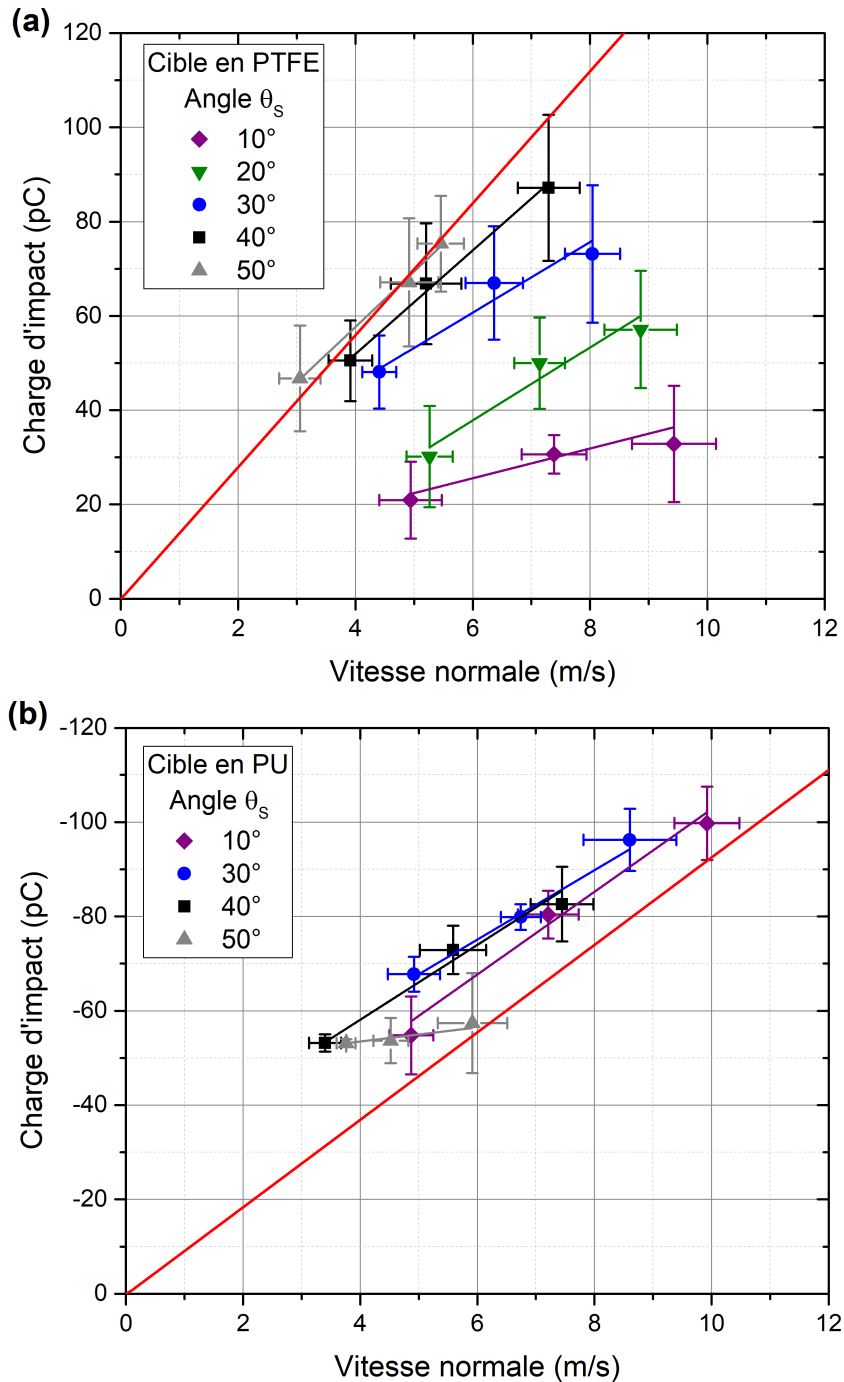 (a)
120
100
80
60
40
20
0
Charge d'impact (pC)
Cible en PTFE
Angle θS
10°
20°
30°
40°
50°
0 2 4 6 8 10 12
Vitesse normale (m/s)
(b)
-120
-100
-80
-60
-40
-20
0
Charge d'impact (pC)
Cible en PU
Angle θS
10°
30°
40°
50°
0 2 4 6 8 10 12
Vitesse normale (m/s)